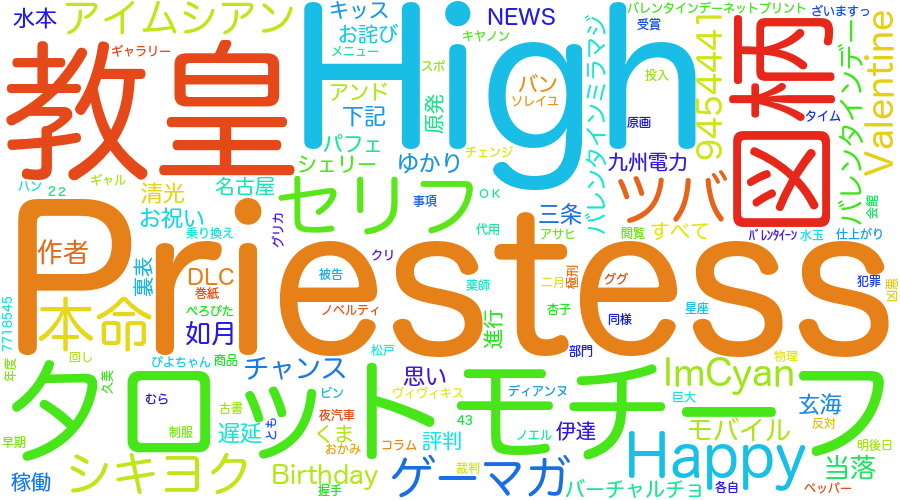 水本
アイムシアン
キッス
お詫び
メニュー
ギャラリー
High
NEWS
キヤノン
バレンタインデーネットプリント
ざいますっ
受賞
教皇
スポ
バン
ソレイユ
投入
バレンタインミラマジ
9454441
図柄
バレンタインデー
Valentine
アンド
下記
原発
原画
タイム
パフェ
シェリー
ゆかり
チェンジ
九州電力
ハン
22
ギャル
清光
名古屋
セリフ
OK
事項
ツバ
お祝い
三条
会館
乗り換え
グリカ
代用
アサヒ
閲覧
すべて
バレンタイーン
水玉
仕上がり
Priestess
作者
裏表
DLC
巻紙
被告
クリ
薬師
二月
極刑
ググ
犯罪
凶悪
7718545
本命
ぺろぴた
如月
ノベルティ
進行
杏子
同様
星座
年度
回し
ぴよちゃん
商品
チャンス
松戸
部門
物理
タロットモチーフ
久美
むら
ビン
思い
ヴィヴィキス
ディアンヌ
ImCyan
巨大
玄海
制服
古書
遅延
とも
夜汽車
くま
43
ノエル
伊達
モバイル
反対
早期
おかみ
コラム
評判
明後日
稼働
シキヨク
Birthday
握手
ゲーマガ
裁判
Happy
当落
バーチャルチョ
各自
ペッパー